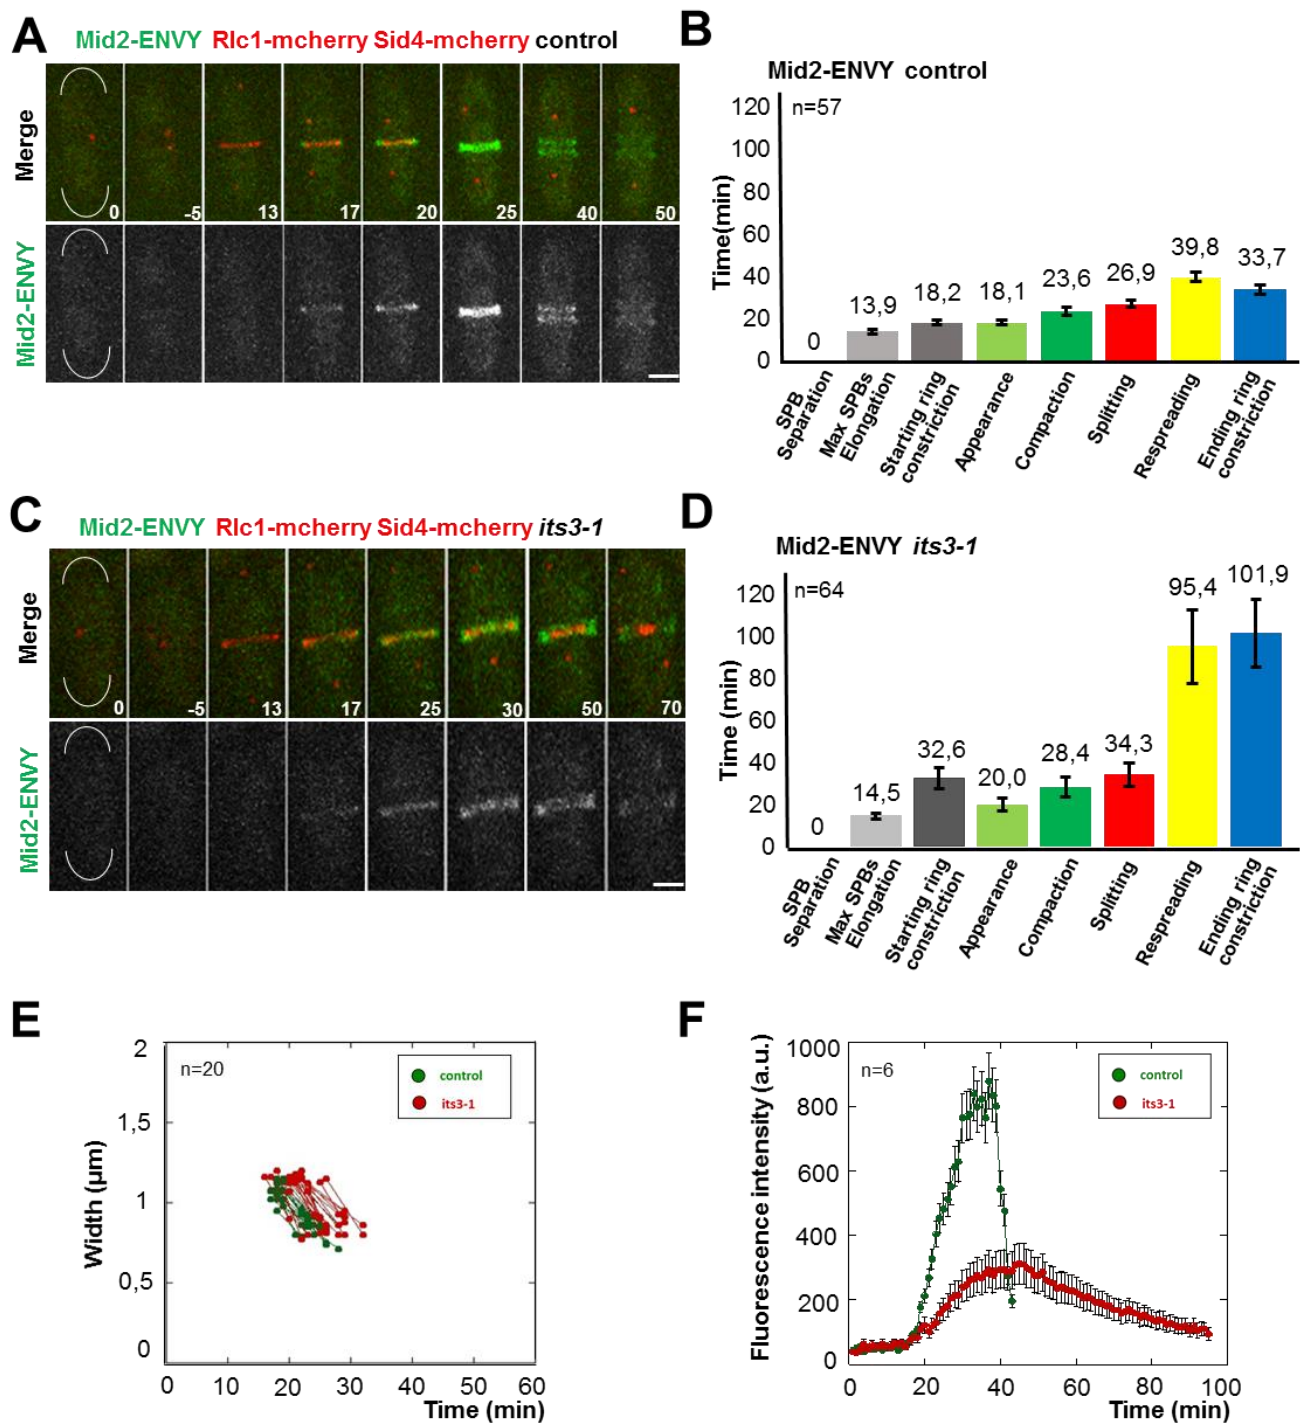 A
Mid2-ENVY Rlc1-mcherry Sid4-mcherry control
Merge
0 -5 13 17 20 25 40 50
Mid2-ENVY
B
Mid2-ENVY control
n=57
Time(min)
120
100
80
60
40
20
0
0 13,9 18,2 18,1 23,6 26,9 39,8 33,7
SPB
Separation
Max SPBs
Elongation
Starting ring
constriction
Appearance
Compaction
Splitting
Respreading
Ending ring
constriction
C
Mid2-ENVY Rlc1-mcherry Sid4-mcherry its3-1
Merge
0 -5 13 17 25 30 50 70
Mid2-ENVY
D
Mid2-ENVY its3-1
n=64
Time (min)
120
100
80
60
40
20
0
0 14,5 32,6 20,0 28,4 34,3 95,4 101,9
SPB
Separation
Max SPBs
Elongation
Starting ring
constriction
Appearance
Compaction
Splitting
Respreading
Ending ring
constriction
E
n=20
control
its3-1
Width (µm)
2
1,5
1
0,5
0
0 10 20 30 40 50 60
Time (min)
F
n=6
control
its3-1
Fluorescence intensity (a.u.)
1000
800
600
400
200
0
0 20 40 60 80 100
Time (min)